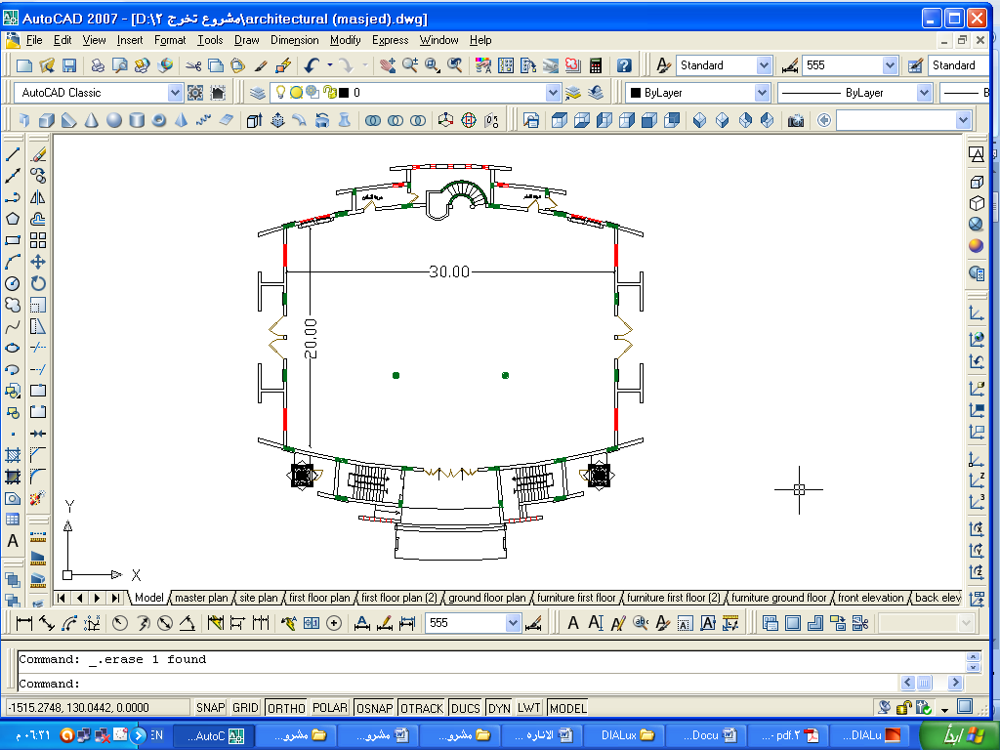 AutoCAD 2007 - [D:\مشروع تخرج ٢\architectural (masjed).dwg]
File Edit View Insert Format Tools Draw Dimension Modify Express Window Help
Standard 555 Standard
AutoCAD Classic 0 ByLayer ByLayer B
30.00
20.00
Y
X
Model master plan site plan first floor plan first floor plan (2) ground floor plan furniture first floor furniture first floor (2) furniture ground floor front elevation back elev
555
Command: _.erase 1 found
Command:
-1515.2748, 130.0442, 0.0000 SNAP GRID ORTHO POLAR OSNAP OTRACK DUCS DYN LWT MODEL
٠٦:٣١ م EN ...AutoC ...مشرو ...مشرو ...مشرو ... الاناره DIALux ...Docu ...- pdf.٢ ...DIALu ابدأ